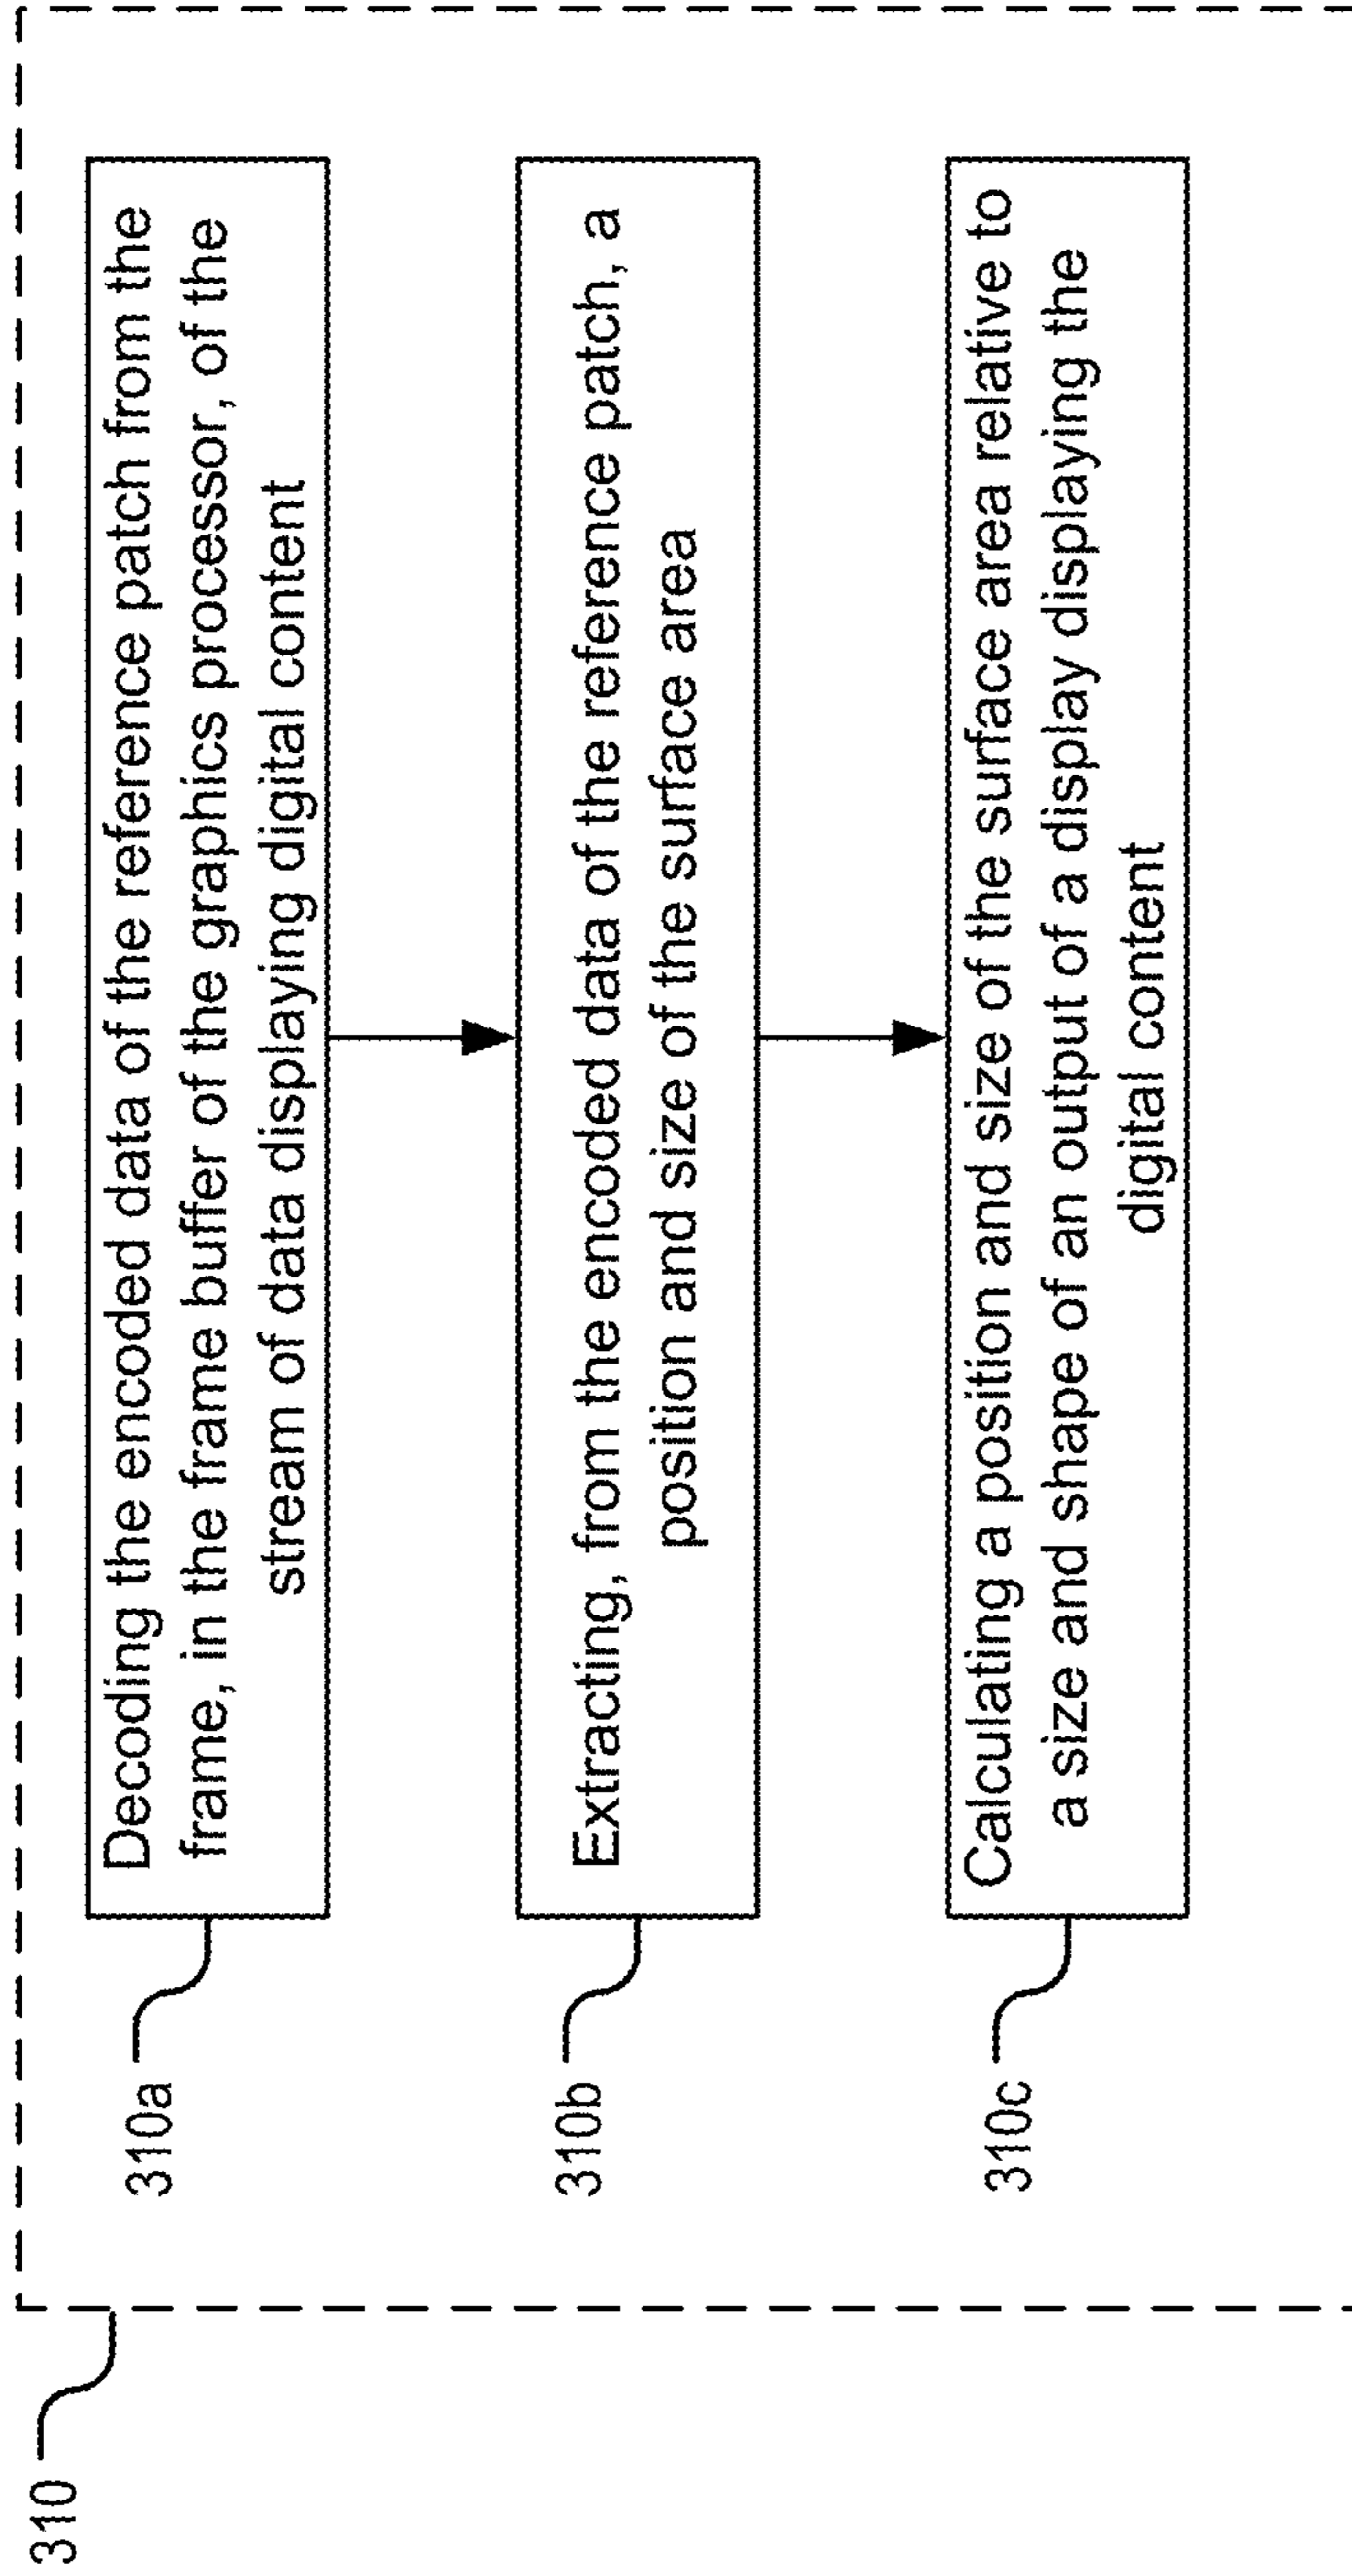 310
310a
Decoding the encoded data of the reference patch from the
frame, in the frame buffer of the graphics processor, of the
stream of data displaying digital content
310b
Extracting, from the encoded data of the reference patch, a
position and size of the surface area
310c
Calculating a position and size of the surface area relative to
a size and shape of an output of a display displaying the
digital content